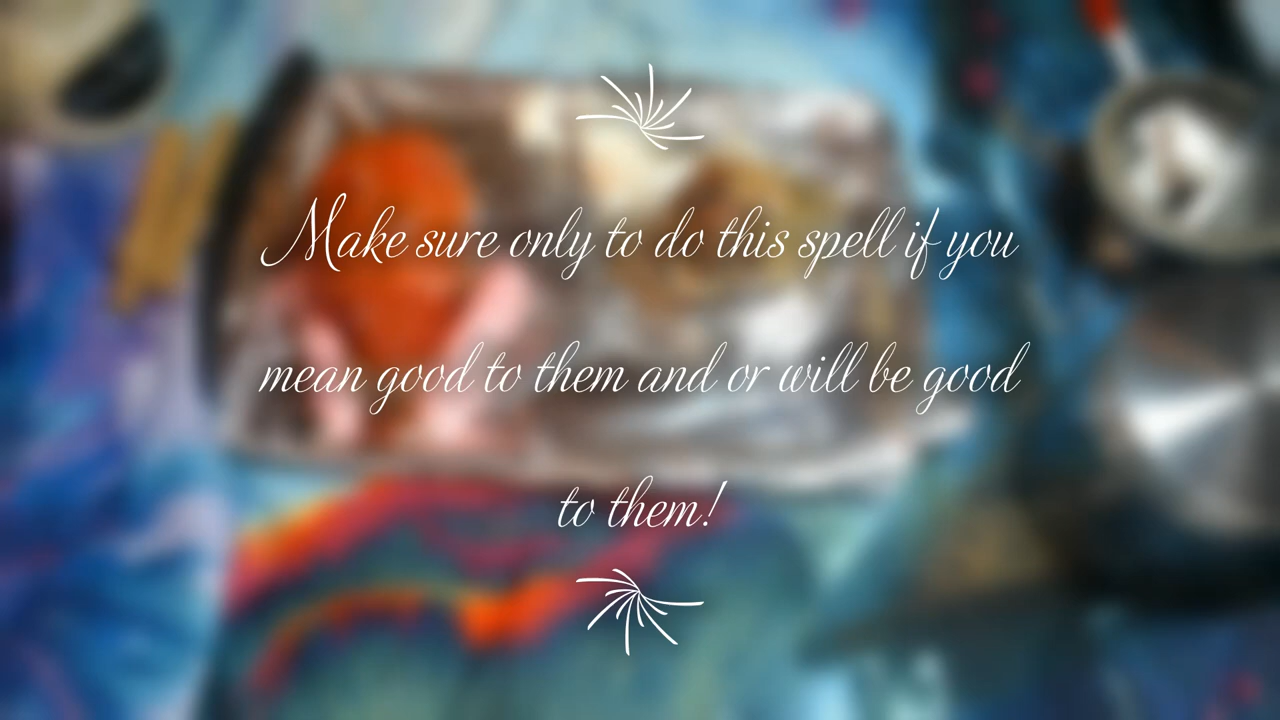 Make sure only to do this spell if you
mean good to them and or will be good
to them!